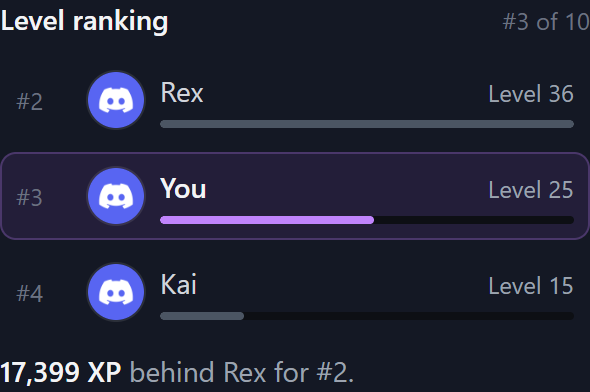 Level ranking #3 of 10
#2 Rex Level 36
#3 You Level 25
#4 Kai Level 15
17,399 XP behind Rex for #2.